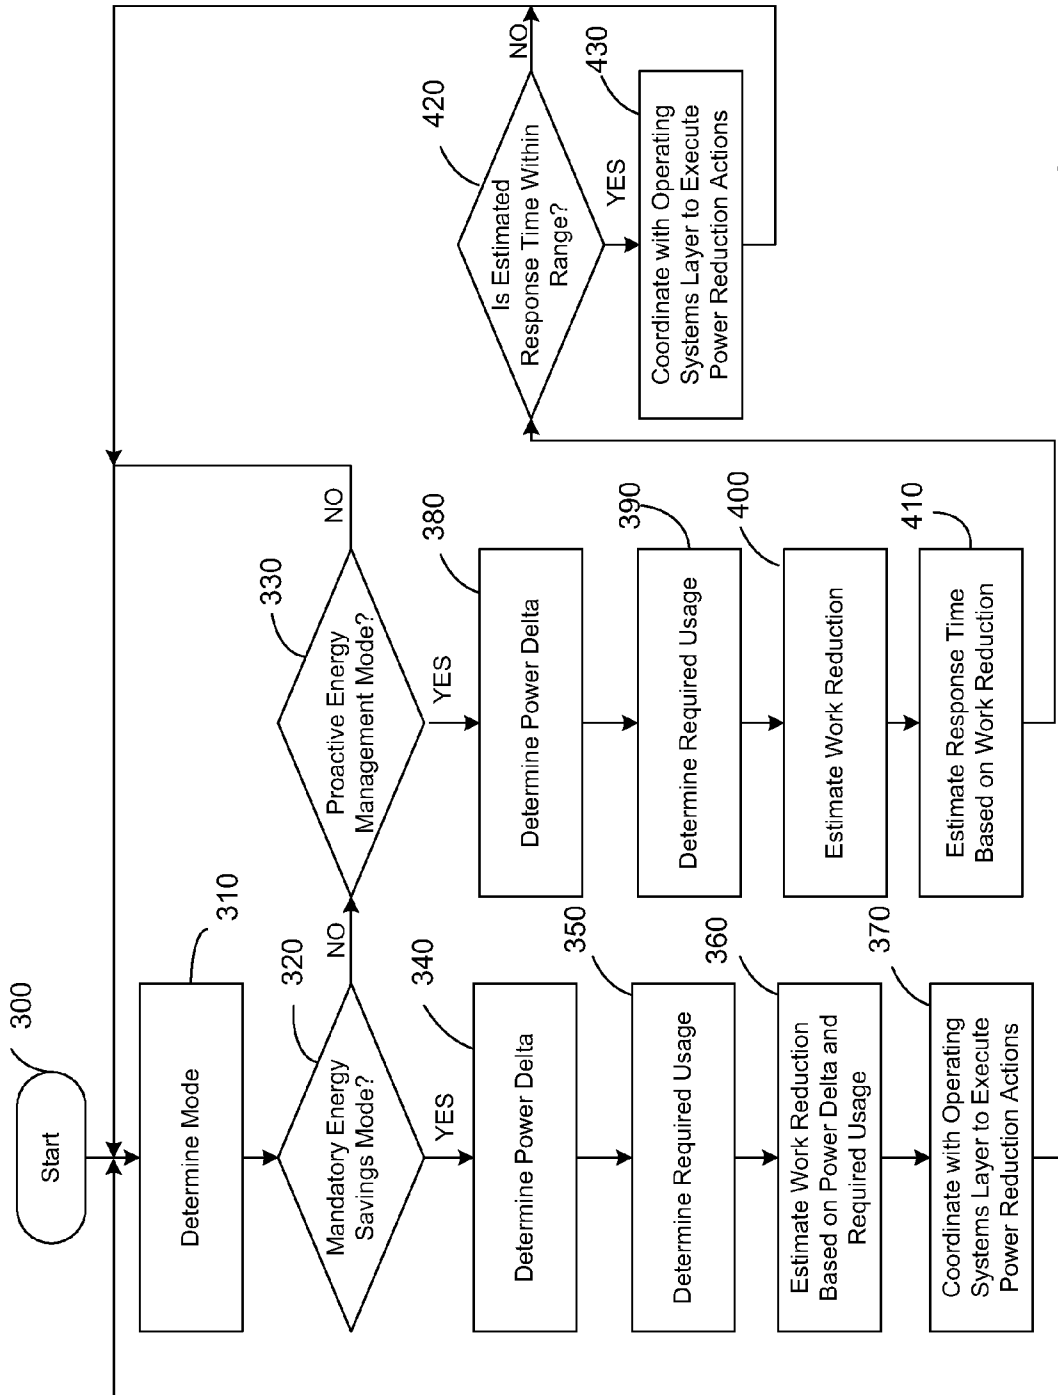 300
Start
310
Determine Mode
320
Mandatory Energy
Savings Mode?
NO
YES
330
Proactive Energy
Management Mode?
NO
YES
340
Determine Power Delta
350
Determine Required Usage
360
Estimate Work Reduction
Based on Power Delta and
Required Usage
370
Coordinate with Operating
Systems Layer to Execute
Power Reduction Actions
380
Determine Power Delta
390
Determine Required Usage
400
Estimate Work Reduction
410
Estimate Response Time
Based on Work Reduction
420
Is Estimated
Response Time Within
Range?
NO
YES
430
Coordinate with Operating
Systems Layer to Execute
Power Reduction Actions